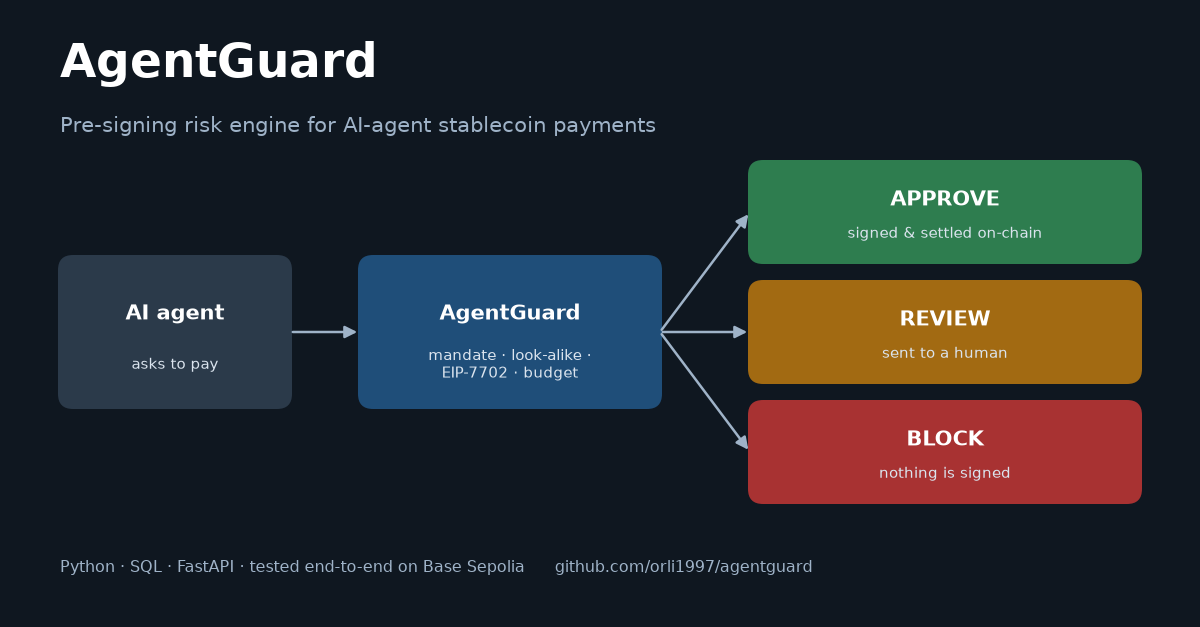 AgentGuard
Pre-signing risk engine for AI-agent stablecoin payments
AI agent
asks to pay
AgentGuard
mandate · look-alike ·
EIP-7702 · budget
APPROVE
signed & settled on-chain
REVIEW
sent to a human
BLOCK
nothing is signed
Python · SQL · FastAPI · tested end-to-end on Base Sepolia github.com/orli1997/agentguard